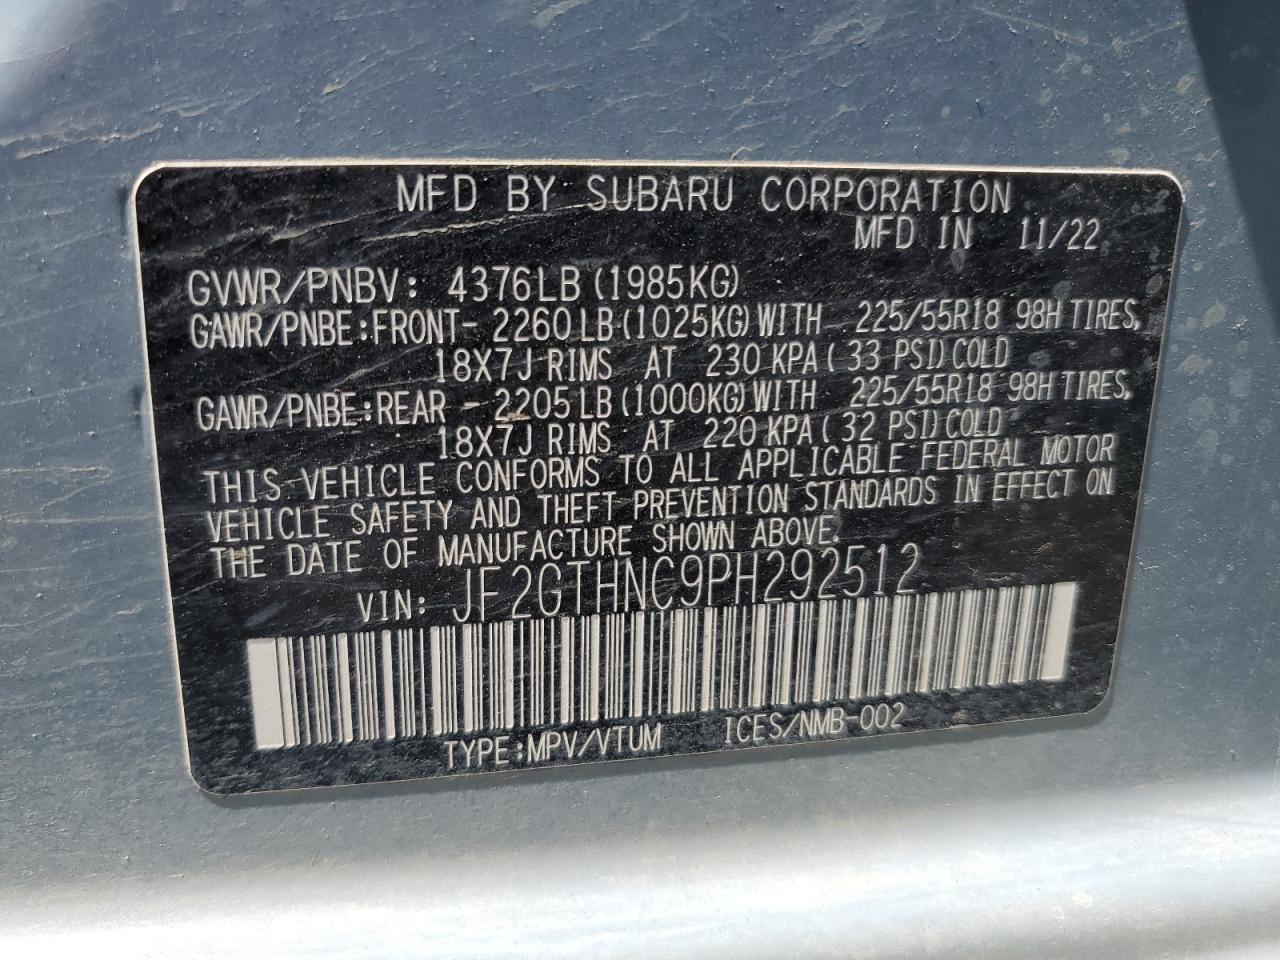 MFD BY SUBARU CORPORATION
MFD IN 11/22
GVWR/PNBV: 4376LB (1985KG)
GAWR/PNBE:FRONT- 2260LB(1025KG)WITH 225/55R18 98H TIRES,
18X7J RIMS AT 230 KPA( 33 PSI)COLD
GAWR/PNBE:REAR - 2205LB(1000KG)WITH 225/55R18 98H TIRES,
18X7J RIMS AT 220 KPA( 32 PSI)COLD
THIS VEHICLE CONFORMS TO ALL APPLICABLE FEDERAL MOTOR
VEHICLE SAFETY AND THEFT PREVENTION STANDARDS IN EFFECT ON
THE DATE OF MANUFACTURE SHOWN ABOVE.
VIN: JF2GTHNC9PH292512
TYPE:MPV/VTUM ICES/NMB-002